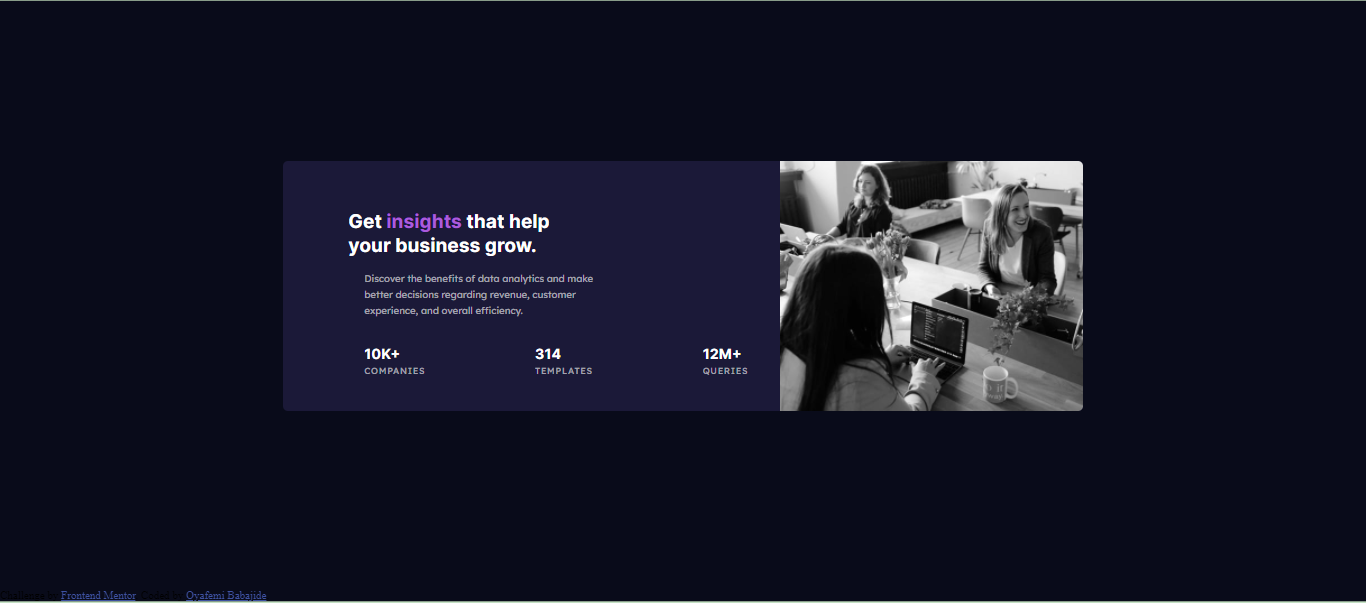 Get insights that help
your business grow.
Discover the benefits of data analytics and make
better decisions regarding revenue, customer
experience, and overall efficiency.
10K+ 314 12M+
COMPANIES TEMPLATES QUERIES
Challenge by Frontend Mentor. Coded by Oyafemi Babajide.